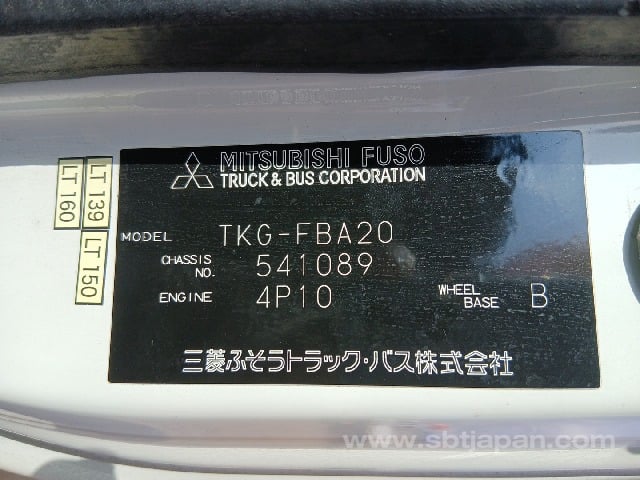 MITSUBISHI FUSO
TRUCK & BUS CORPORATION
LT 160
LT 139
LT 150
MODEL TKG-FBA20
CHASSIS NO. 541089
ENGINE 4P10
WHEEL BASE B
三菱ふそうトラック・バス株式会社
www.sbtjapan.com